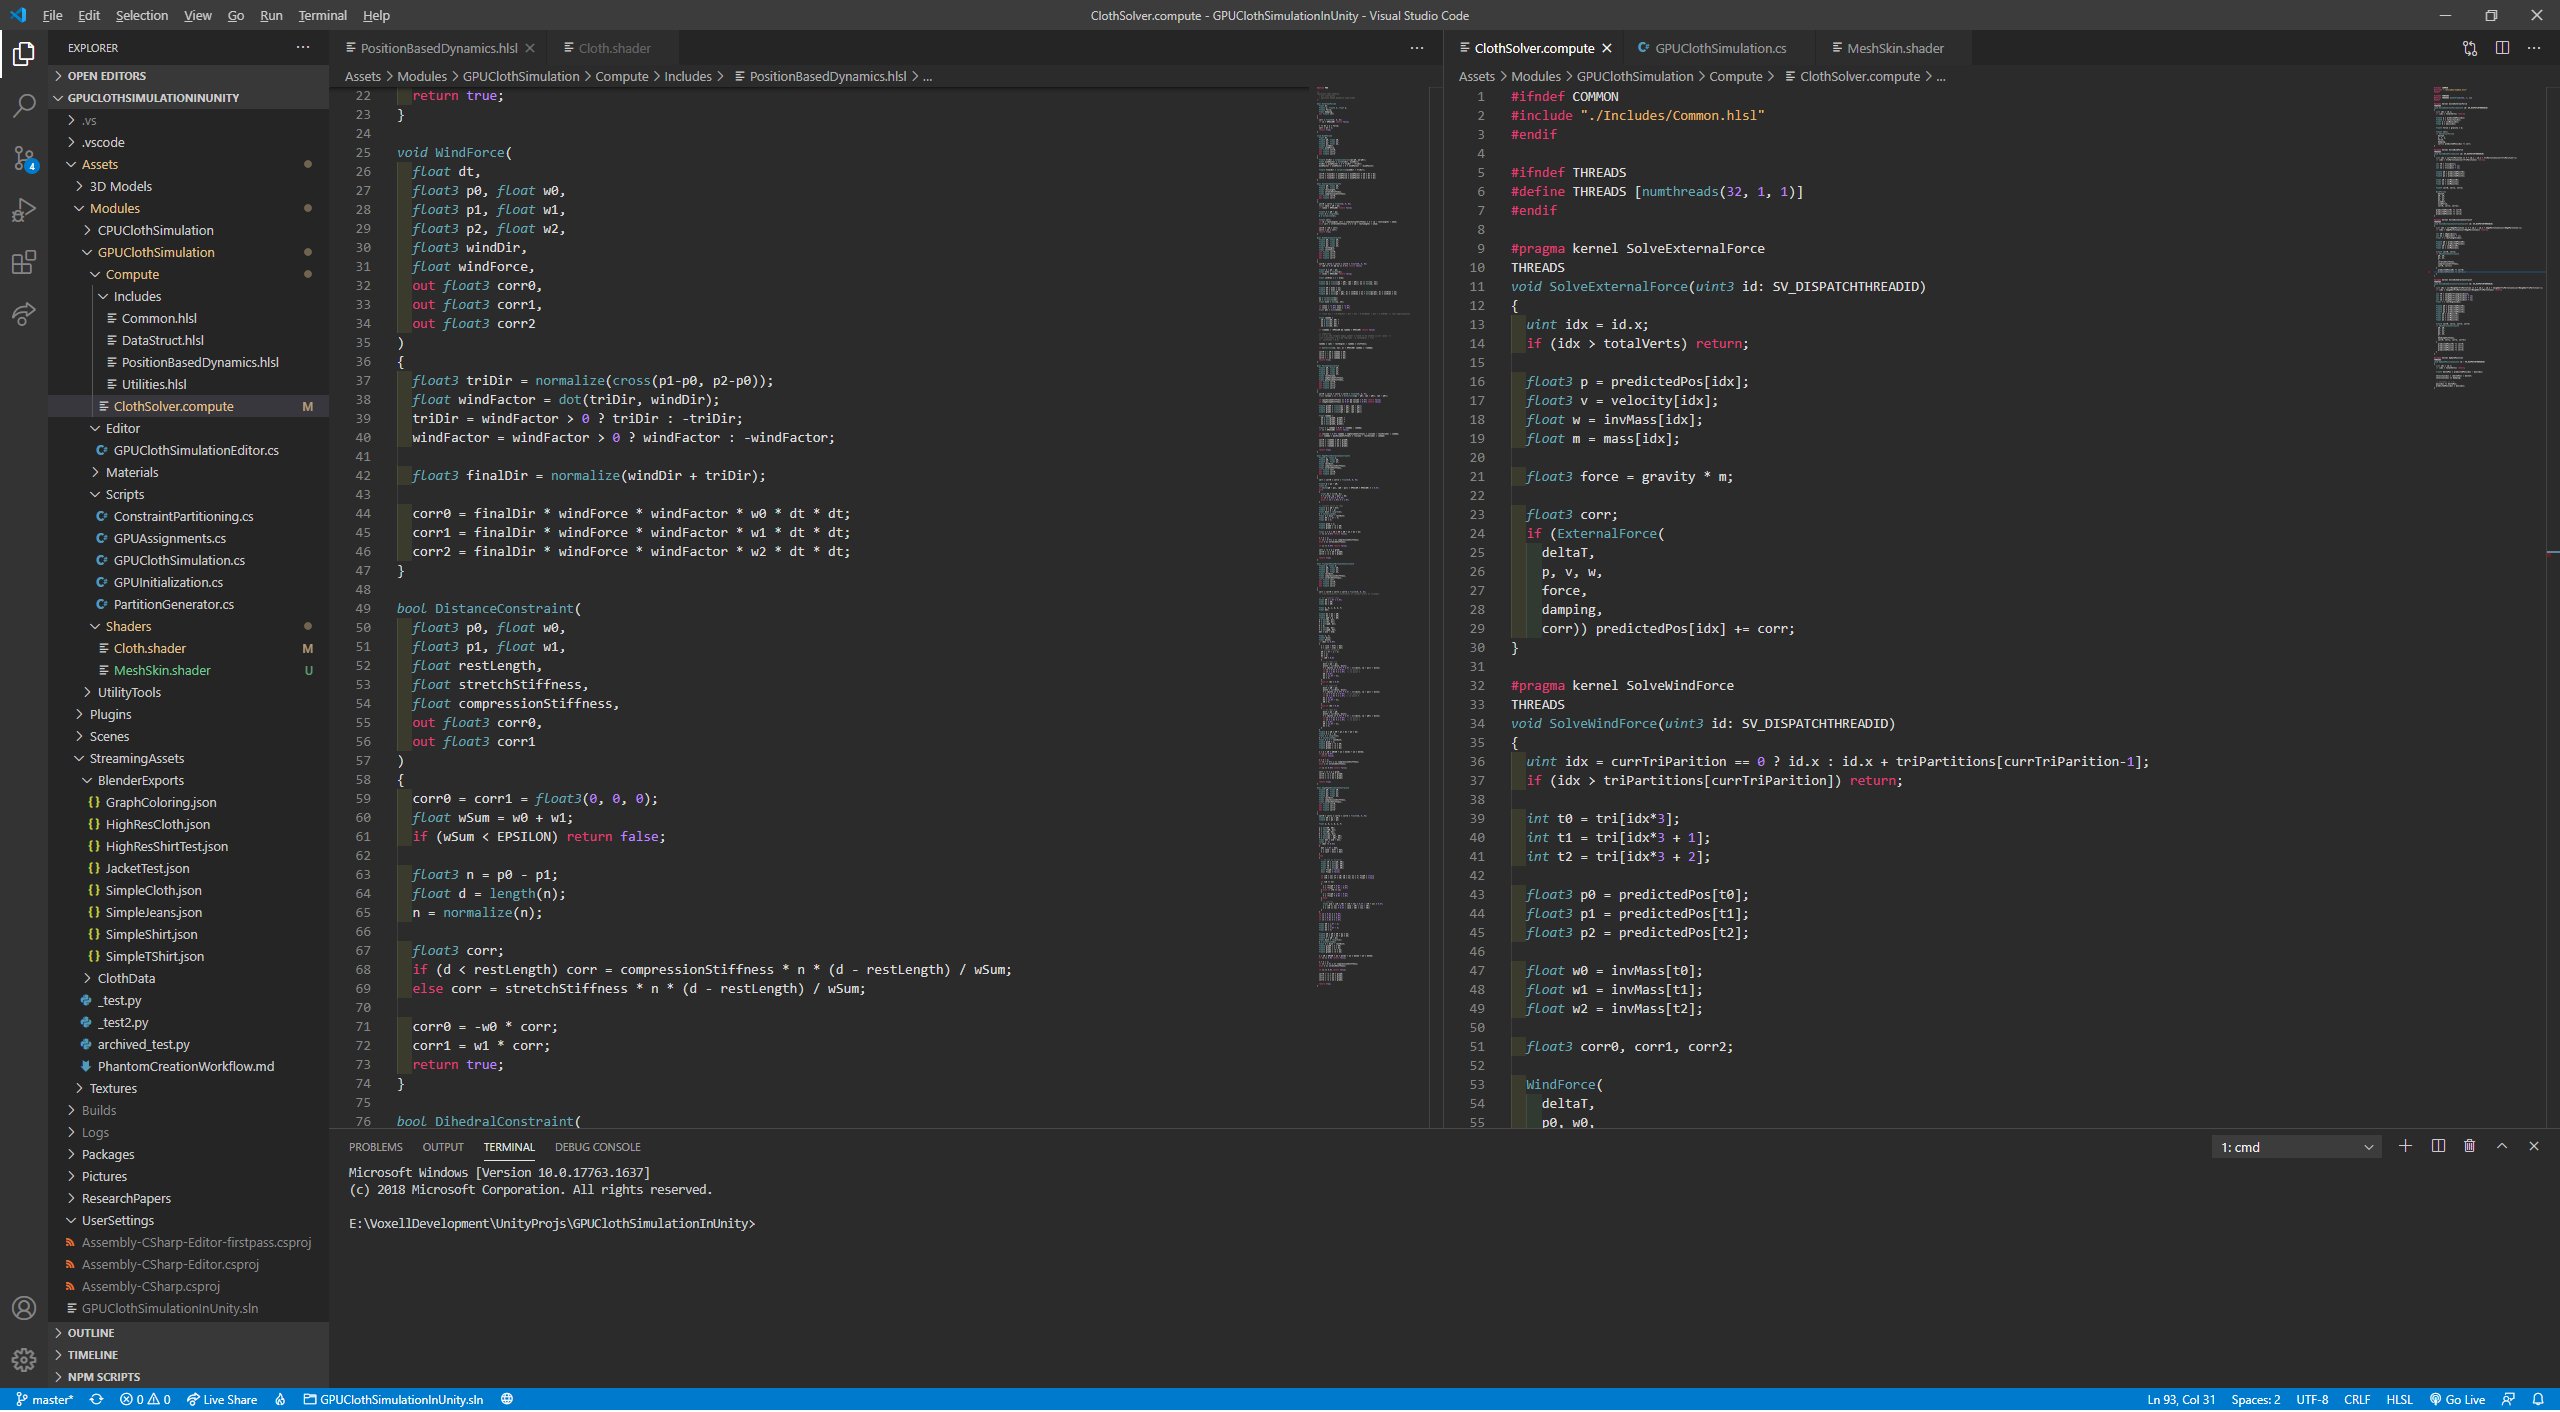 File Edit Selection View Go Run Terminal Help
ClothSolver.compute - GPUClothSimulationInUnity - Visual Studio Code
EXPLORER
OPEN EDITORS
GPUCLOTHSIMULATIONINUNITY
.vs
.vscode
Assets
3D Models
Modules
CPUClothSimulation
GPUClothSimulation
Compute
Includes
Common.hlsl
DataStruct.hlsl
PositionBasedDynamics.hlsl
Utilities.hlsl
ClothSolver.compute M
Editor
GPUClothSimulationEditor.cs
Materials
Scripts
ConstraintPartitioning.cs
GPUAssignments.cs
GPUClothSimulation.cs
GPUInitialization.cs
PartitionGenerator.cs
Shaders
Cloth.shader M
MeshSkin.shader U
UtilityTools
Plugins
Scenes
StreamingAssets
BlenderExports
GraphColoring.json
HighResCloth.json
HighResShirtTest.json
JacketTest.json
SimpleCloth.json
SimpleJeans.json
SimpleShirt.json
SimpleTShirt.json
ClothData
_test.py
_test2.py
archived_test.py
PhantomCreationWorkflow.md
Textures
Builds
Logs
Packages
Pictures
ResearchPapers
UserSettings
Assembly-CSharp-Editor-firstpass.csproj
Assembly-CSharp-Editor.csproj
Assembly-CSharp.csproj
GPUClothSimulationInUnity.sln
OUTLINE
TIMELINE
NPM SCRIPTS
4
PositionBasedDynamics.hlsl Cloth.shader
Assets > Modules > GPUClothSimulation > Compute > Includes > PositionBasedDynamics.hlsl > ...
22 return true;
23 }
24
25 void WindForce(
26 float dt,
27 float3 p0, float w0,
28 float3 p1, float w1,
29 float3 p2, float w2,
30 float3 windDir,
31 float windForce,
32 out float3 corr0,
33 out float3 corr1,
34 out float3 corr2
35 )
36 {
37 float3 triDir = normalize(cross(p1-p0, p2-p0));
38 float windFactor = dot(triDir, windDir);
39 triDir = windFactor > 0 ? triDir : -triDir;
40 windFactor = windFactor > 0 ? windFactor : -windFactor;
41
42 float3 finalDir = normalize(windDir + triDir);
43
44 corr0 = finalDir * windForce * windFactor * w0 * dt * dt;
45 corr1 = finalDir * windForce * windFactor * w1 * dt * dt;
46 corr2 = finalDir * windForce * windFactor * w2 * dt * dt;
47 }
48
49 bool DistanceConstraint(
50 float3 p0, float w0,
51 float3 p1, float w1,
52 float restLength,
53 float stretchStiffness,
54 float compressionStiffness,
55 out float3 corr0,
56 out float3 corr1
57 )
58 {
59 corr0 = corr1 = float3(0, 0, 0);
60 float wSum = w0 + w1;
61 if (wSum < EPSILON) return false;
62
63 float3 n = p0 - p1;
64 float d = length(n);
65 n = normalize(n);
66
67 float3 corr;
68 if (d < restLength) corr = compressionStiffness * n * (d - restLength) / wSum;
69 else corr = stretchStiffness * n * (d - restLength) / wSum;
70
71 corr0 = -w0 * corr;
72 corr1 = w1 * corr;
73 return true;
74 }
75
76 bool DihedralConstraint(
ClothSolver.compute GPUClothSimulation.cs MeshSkin.shader
Assets > Modules > GPUClothSimulation > Compute > ClothSolver.compute > ...
1 #ifndef COMMON
2 #include "./Includes/Common.hlsl"
3 #endif
4
5 #ifndef THREADS
6 #define THREADS [numthreads(32, 1, 1)]
7 #endif
8
9 #pragma kernel SolveExternalForce
10 THREADS
11 void SolveExternalForce(uint3 id: SV_DISPATCHTHREADID)
12 {
13 uint idx = id.x;
14 if (idx > totalVerts) return;
15
16 float3 p = predictedPos[idx];
17 float3 v = velocity[idx];
18 float w = invMass[idx];
19 float m = mass[idx];
20
21 float3 force = gravity * m;
22
23 float3 corr;
24 if (ExternalForce(
25 deltaT,
26 p, v, w,
27 force,
28 damping,
29 corr)) predictedPos[idx] += corr;
30 }
31
32 #pragma kernel SolveWindForce
33 THREADS
34 void SolveWindForce(uint3 id: SV_DISPATCHTHREADID)
35 {
36 uint idx = currTriParition == 0 ? id.x : id.x + triPartitions[currTriParition-1];
37 if (idx > triPartitions[currTriParition]) return;
38
39 int t0 = tri[idx*3];
40 int t1 = tri[idx*3 + 1];
41 int t2 = tri[idx*3 + 2];
42
43 float3 p0 = predictedPos[t0];
44 float3 p1 = predictedPos[t1];
45 float3 p2 = predictedPos[t2];
46
47 float w0 = invMass[t0];
48 float w1 = invMass[t1];
49 float w2 = invMass[t2];
50
51 float3 corr0, corr1, corr2;
52
53 WindForce(
54 deltaT,
55 p0, w0,
PROBLEMS OUTPUT TERMINAL DEBUG CONSOLE
1: cmd
Microsoft Windows [Version 10.0.17763.1637]
(c) 2018 Microsoft Corporation. All rights reserved.
E:\VoxellDevelopment\UnityProjs\GPUClothSimulationInUnity>
master* 0 0 Live Share GPUClothSimulationInUnity.sln
Ln 93, Col 31 Spaces: 2 UTF-8 CRLF HLSL Go Live